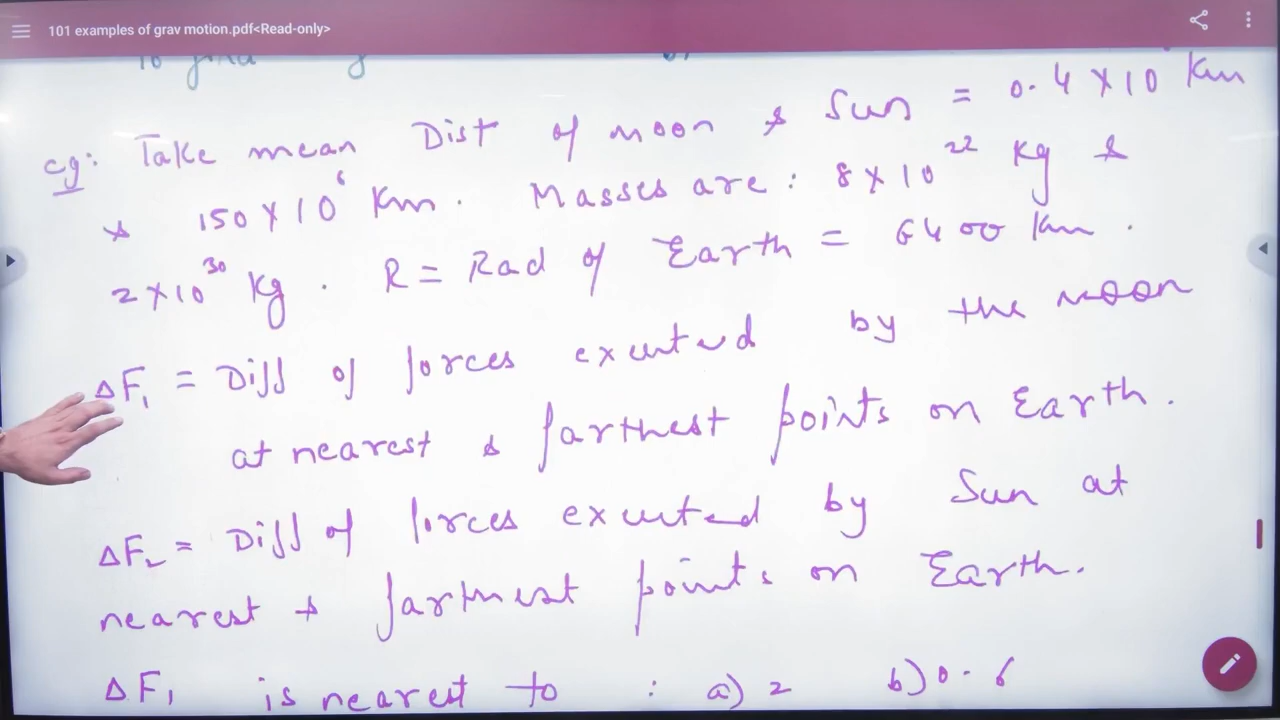 101 examples of grav motion.pdf<Read-only>
To find g
eg: Take mean Dist of moon & Sun = 0.4 X 10 Km
& 150 X 10⁶ Km. Masses are: 8 X 10²² Kg &
2 X 10³⁰ Kg. R = Rad of Earth = 6400 Km.
ΔF₁ = Diff of forces exerted by the moon
at nearest & farthest points on Earth.
ΔF₂ = Diff of forces exerted by Sun at
nearest & farthest points on Earth.
ΔF₁ is nearest to : a) 2 b) 0.6